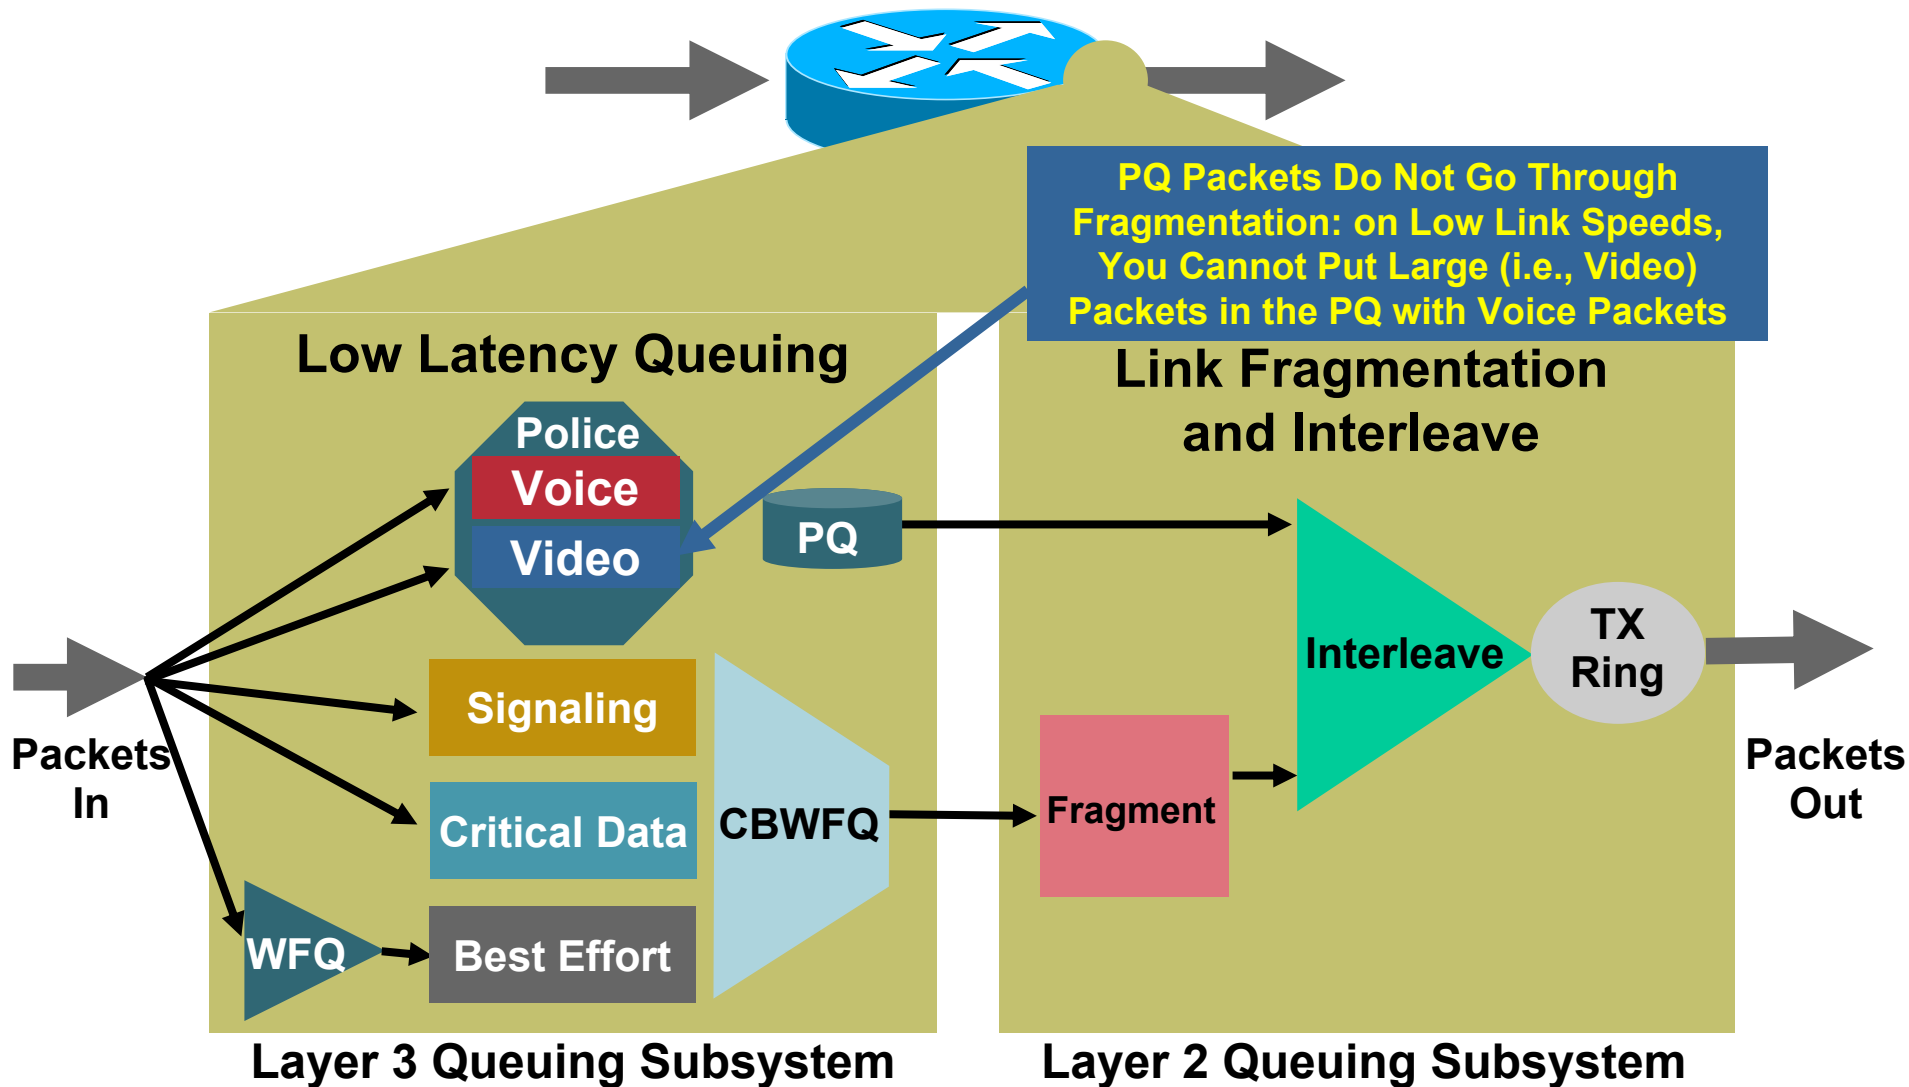 PQ Packets Do Not Go Through
Fragmentation: on Low Link Speeds,
You Cannot Put Large (i.e., Video)
Packets in the PQ with Voice Packets
Low Latency Queuing
Link Fragmentation
and Interleave
Police
Voice
Video
PQ
Signaling
Critical Data
CBWFQ
WFQ
Best Effort
Fragment
Interleave
TX
Ring
Packets
In
Packets
Out
Layer 3 Queuing Subsystem
Layer 2 Queuing Subsystem